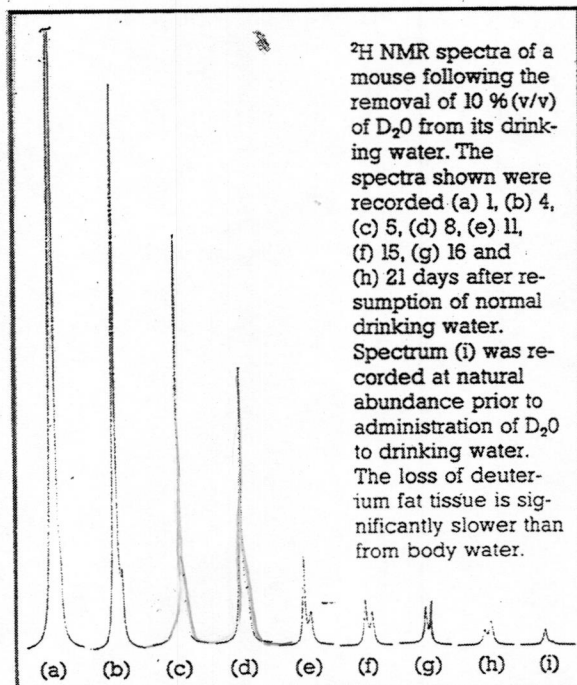 ²H NMR spectra of a
mouse following the
removal of 10 % (v/v)
of D₂O from its drink-
ing water. The
spectra shown were
recorded (a) 1, (b) 4,
(c) 5, (d) 8, (e) 11,
(f) 15, (g) 16 and
(h) 21 days after re-
sumption of normal
drinking water.
Spectrum (i) was re-
corded at natural
abundance prior to
administration of D₂O
to drinking water.
The loss of deuter-
ium fat tissue is sig-
nificantly slower than
from body water.
(a) (b) (c) (d) (e) (f) (g) (h) (i)